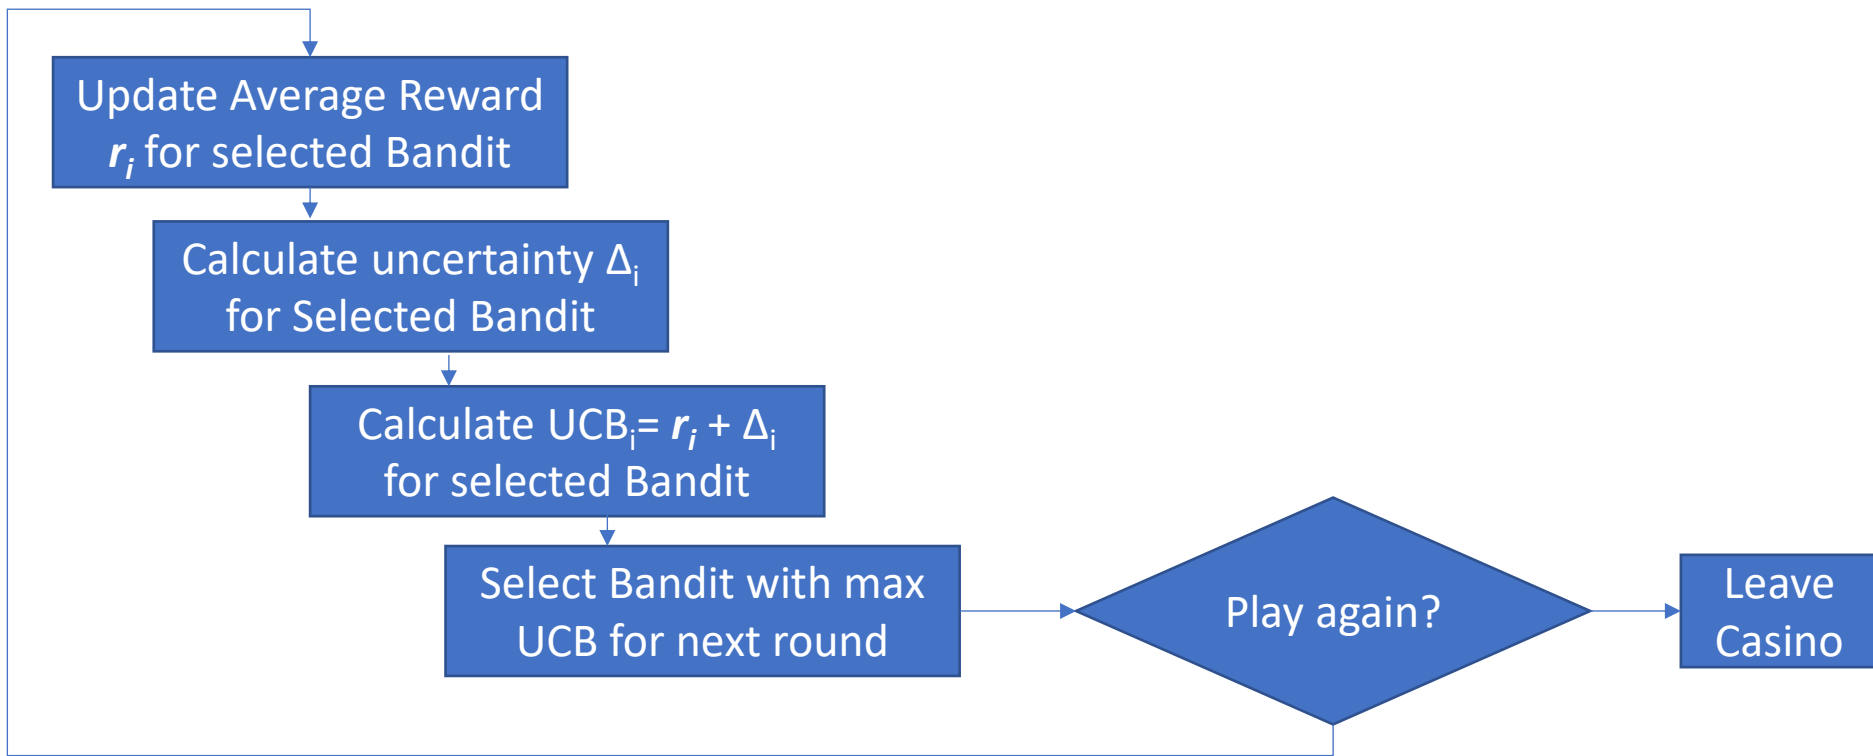 Update Average Reward
rᵢ for selected Bandit
Calculate uncertainty Δᵢ
for Selected Bandit
Calculate UCBᵢ= rᵢ + Δᵢ
for selected Bandit
Select Bandit with max
UCB for next round
Play again?
Leave
Casino